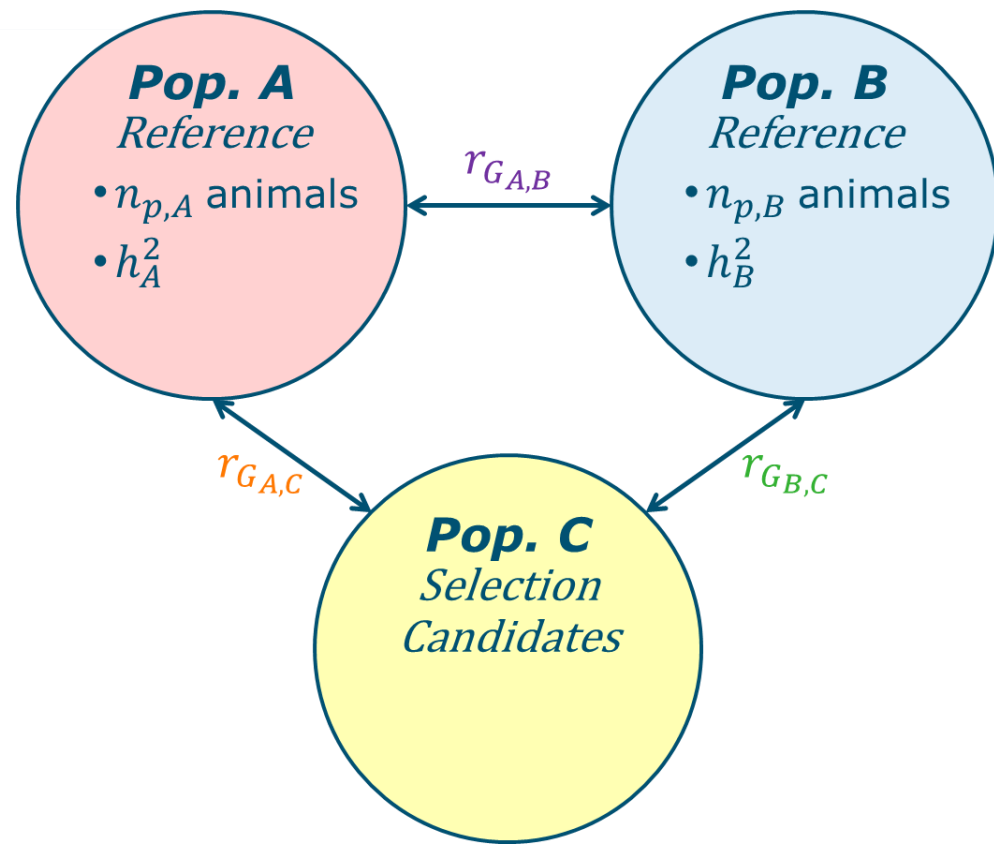 Pop. A
Reference
• n_{p,A} animals
• h_A^2
r_{G_{A,B}}
Pop. B
Reference
• n_{p,B} animals
• h_B^2
r_{G_{A,C}}
r_{G_{B,C}}
Pop. C
Selection
Candidates